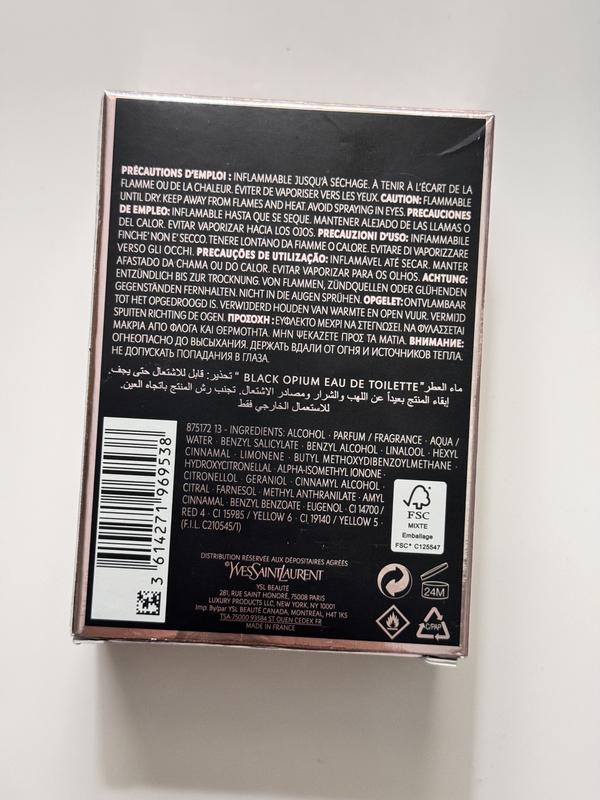 PRÉCAUTIONS D'EMPLOI : INFLAMMABLE JUSQU'À SÉCHAGE. À TENIR À L'ÉCART DE LA
FLAMME OU DE LA CHALEUR. ÉVITER DE VAPORISER VERS LES YEUX. CAUTION: FLAMMABLE
UNTIL DRY. KEEP AWAY FROM FLAMES AND HEAT. AVOID SPRAYING IN EYES. PRECAUCIONES
DE EMPLEO: INFLAMABLE HASTA QUE SE SEQUE. MANTENER ALEJADO DE LAS LLAMAS O
DEL CALOR. EVITAR VAPORIZAR HACIA LOS OJOS. PRECAUZIONI D'USO: INFIAMMABILE
FINCHE' NON E' SECCO. TENERE LONTANO DA FIAMME O CALORE. EVITARE DI VAPORIZZARE
VERSO GLI OCCHI. PRECAUÇÕES DE UTILIZAÇÃO: INFLAMÁVEL ATÉ SECAR. MANTER
AFASTADO DA CHAMA OU DO CALOR. EVITAR VAPORIZAR PARA OS OLHOS. ACHTUNG:
ENTZÜNDLICH BIS ZUR TROCKNUNG. VON FLAMMEN, ZÜNDQUELLEN ODER GLÜHENDEN
GEGENSTÄNDEN FERNHALTEN. NICHT IN DIE AUGEN SPRÜHEN. OPGELET: ONTVLAMBAAR
TOT HET OPGEDROOGD IS. VERWIJDERD HOUDEN VAN WARMTE EN OPEN VUUR. VERMIJD
SPUITEN RICHTING DE OGEN. ΠΡΟΣΟΧΗ : ΕΥΦΛΕΚΤΟ ΜΕΧΡΙ ΝΑ ΣΤΕΓΝΩΣΕΙ. ΝΑ ΦΥΛΑΣΣΕΤΑΙ
ΜΑΚΡΙΑ ΑΠΟ ΦΛΟΓΑ ΚΑΙ ΘΕΡΜΟΤΗΤΑ. ΜΗΝ ΨΕΚΑΖΕΤΕ ΠΡΟΣ ΤΑ ΜΑΤΙΑ. ВНИМАНИЕ:
ОГНЕОПАСНО ДО ВЫСЫХАНИЯ. ДЕРЖАТЬ ВДАЛИ ОТ ОГНЯ И ИСТОЧНИКОВ ТЕПЛА.
НЕ ДОПУСКАТЬ ПОПАДАНИЯ В ГЛАЗА.
ماء العطر "BLACK OPIUM EAU DE TOILETTE" تحذير: قابل للاشتعال حتى يجف.
إبقاء المنتج بعيداً عن اللهب والشرار ومصادر الاشتعال. تجنب رش المنتج باتجاه العين.
للاستعمال الخارجي فقط
875172 13 - INGREDIENTS: ALCOHOL · PARFUM / FRAGRANCE · AQUA /
WATER · BENZYL SALICYLATE · BENZYL ALCOHOL · LINALOOL · HEXYL
CINNAMAL · LIMONENE · BUTYL METHOXYDIBENZOYLMETHANE ·
HYDROXYCITRONELLAL · ALPHA-ISOMETHYL IONONE ·
CITRONELLOL · GERANIOL · CINNAMYL ALCOHOL ·
CITRAL · FARNESOL · METHYL ANTHRANILATE · AMYL
CINNAMAL · BENZYL BENZOATE · EUGENOL · CI 14700 /
RED 4 · CI 15985 / YELLOW 6 · CI 19140 / YELLOW 5 ·
(F.I.L. C210545/1)
3 614271 969538
FSC
MIXTE
Emballage
FSC® C125547
DISTRIBUTION RÉSERVÉE AUX DÉPOSITAIRES AGRÉÉS
® YVESSAINTLAURENT
YSL BEAUTÉ
281, RUE SAINT HONORÉ, 75008 PARIS
LUXURY PRODUCTS LLC, NEW YORK, NY 10001
Imp. By/par YSL BEAUTÉ CANADA, MONTRÉAL, H4T 1K5
TSA 75000 93584 ST OUEN CEDEX FR
MADE IN FRANCE
24M
C/PAP